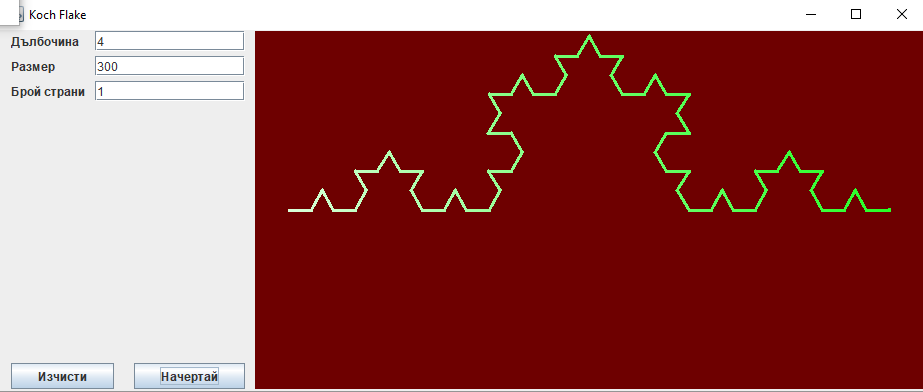 Koch Flake
Дълбочина 4
Размер 300
Брой страни 1
Изчисти Начертай